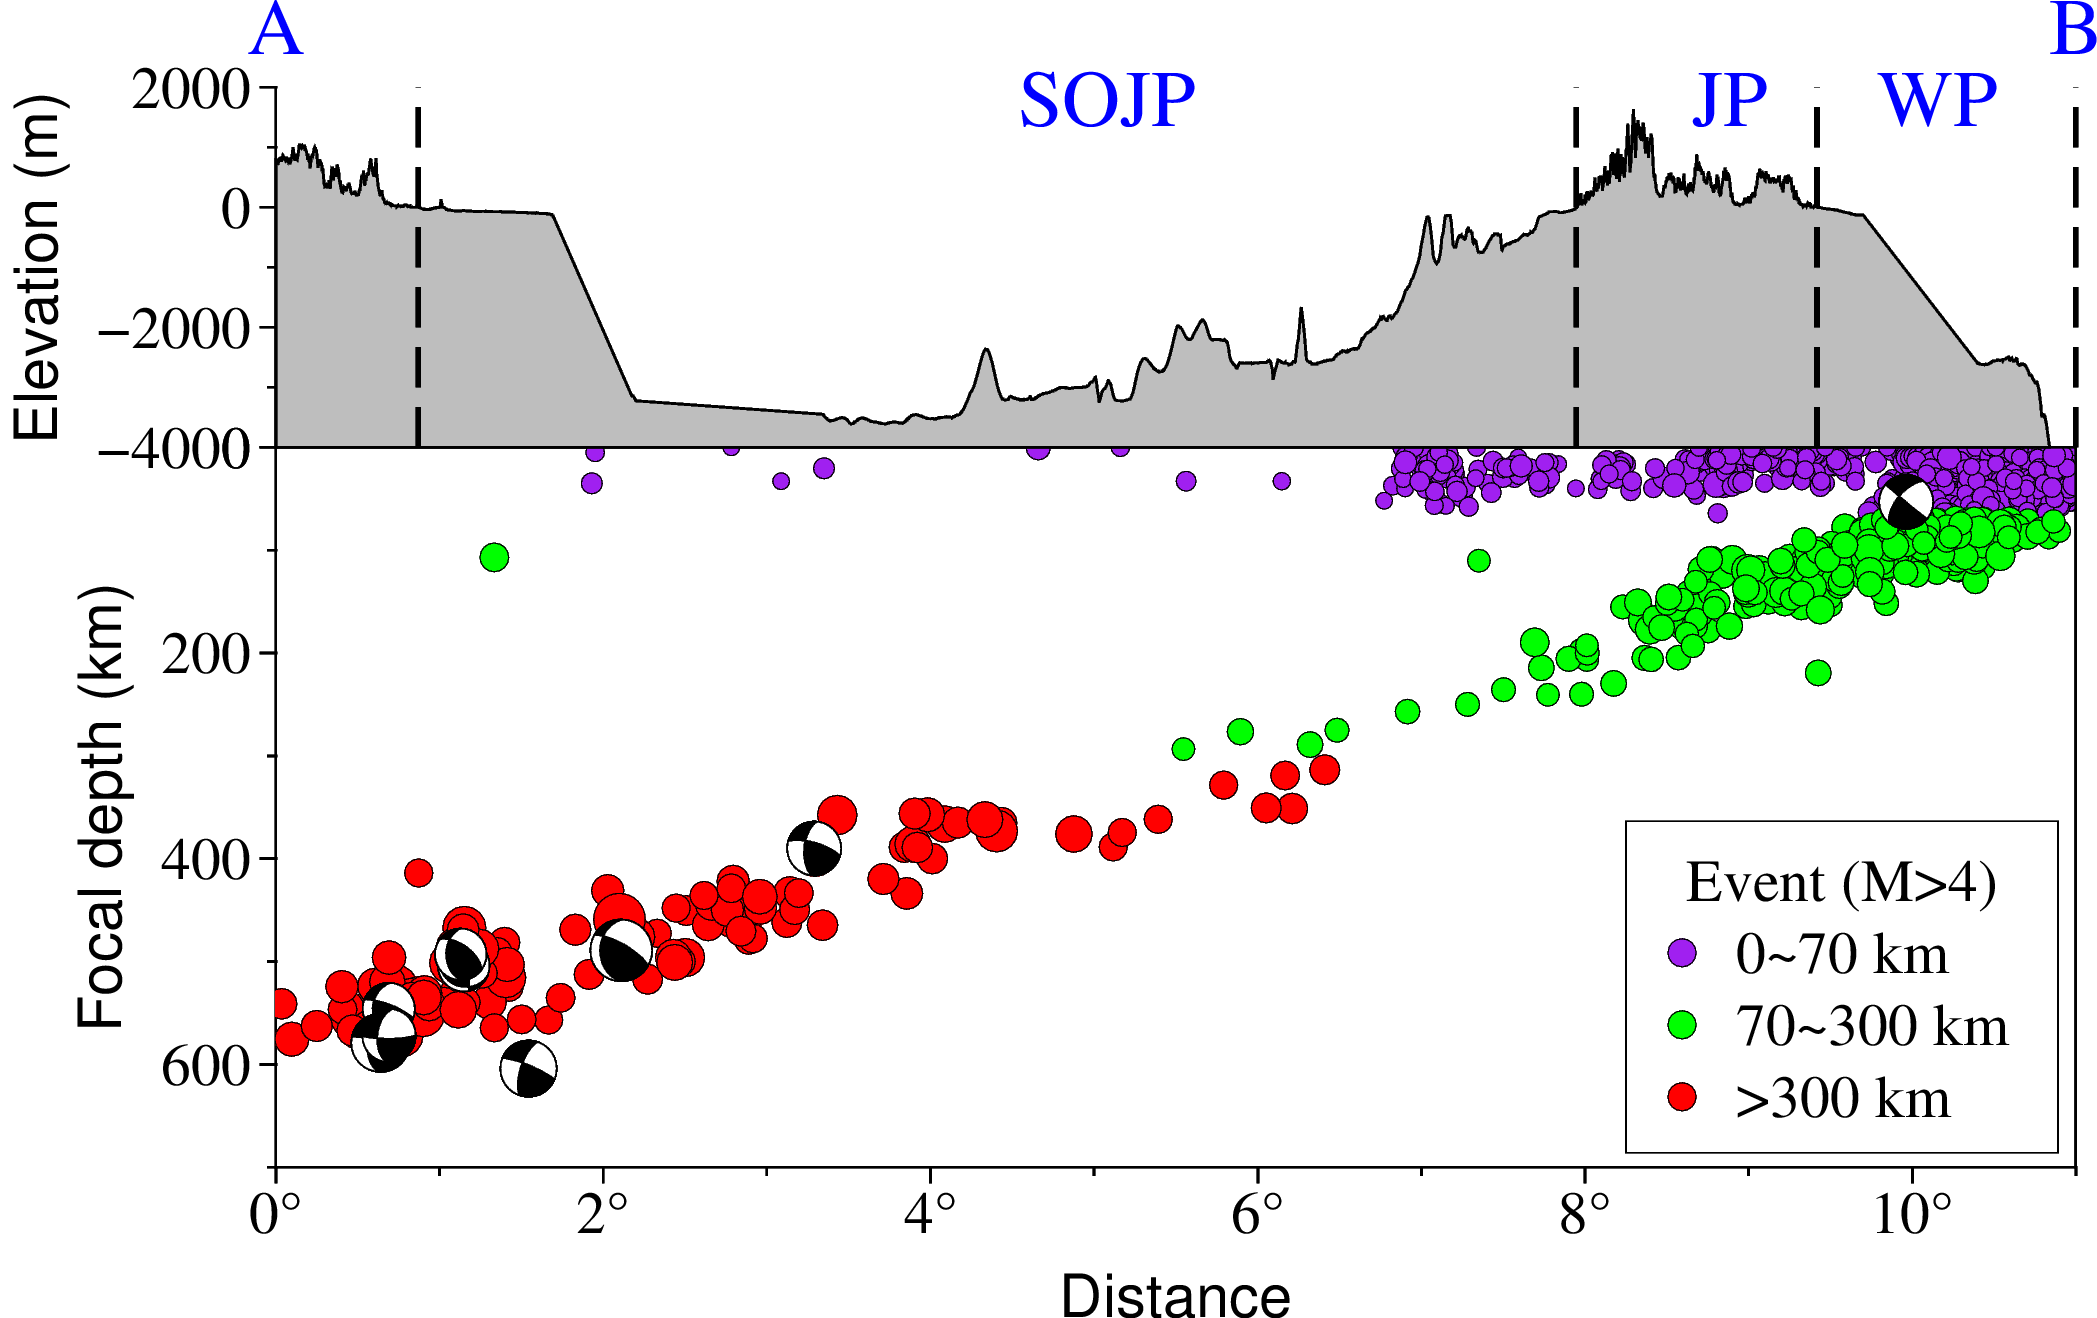 A
B
SOJP
JP
WP
Elevation (m)
2000
0
−2000
−4000
Focal depth (km)
200
400
600
Event (M>4)
0~70 km
70~300 km
>300 km
0° 2° 4° 6° 8° 10°
Distance